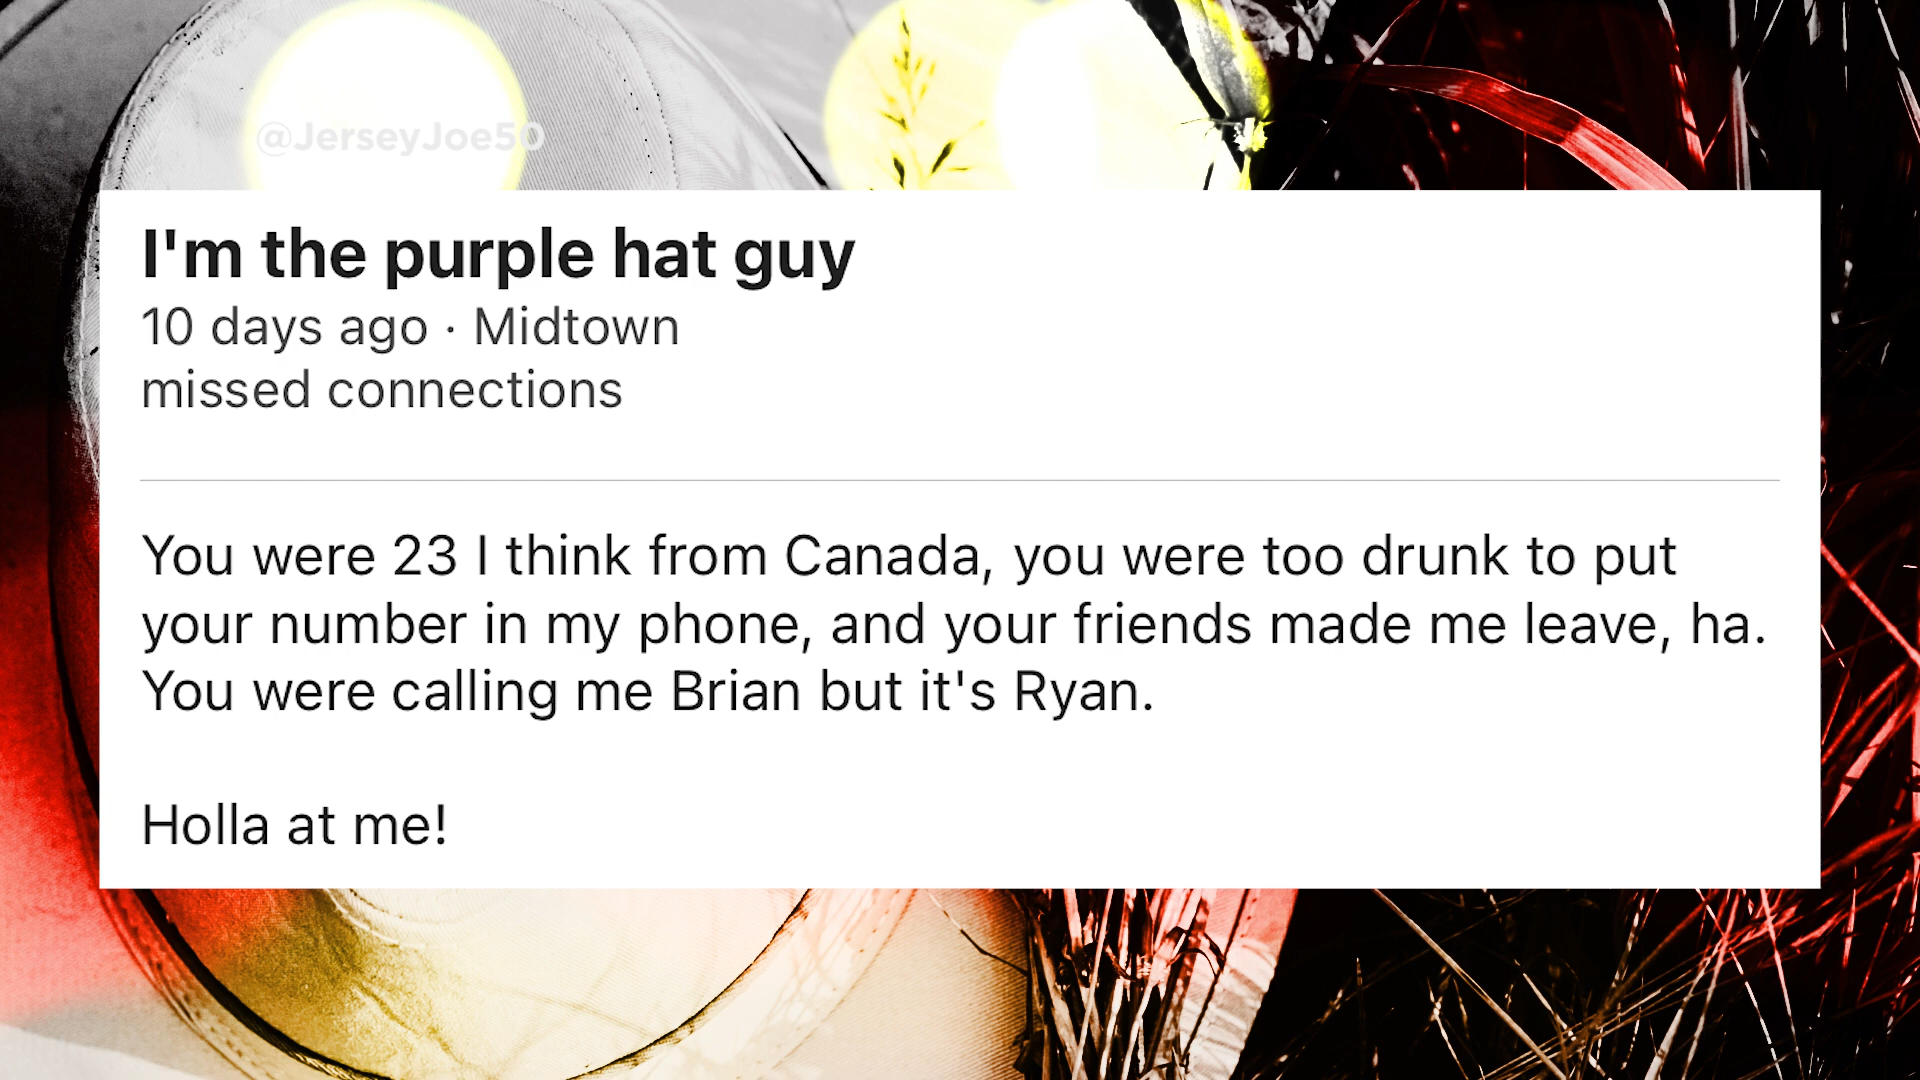 @JerseyJoe50
I'm the purple hat guy
10 days ago · Midtown
missed connections
You were 23 I think from Canada, you were too drunk to put
your number in my phone, and your friends made me leave, ha.
You were calling me Brian but it's Ryan.
Holla at me!